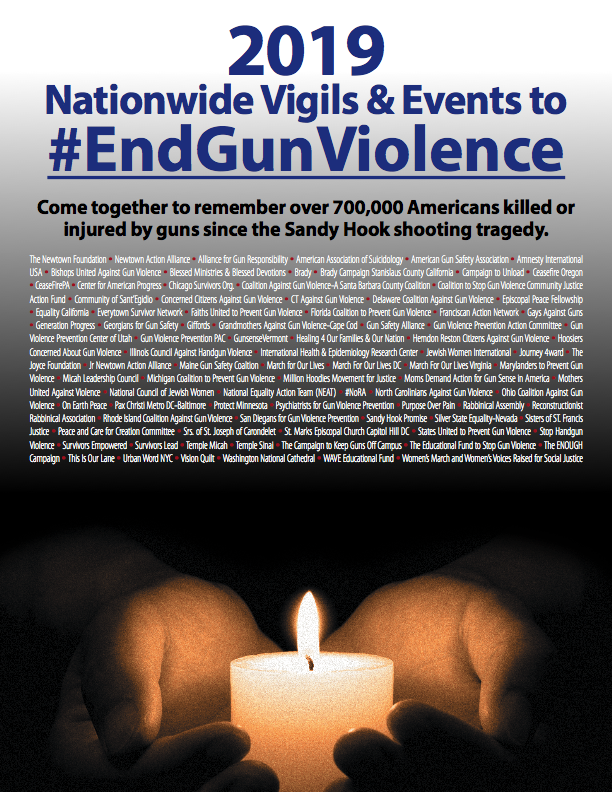 2019
Nationwide Vigils & Events to
#EndGunViolence
Come together to remember over 700,000 Americans killed or
injured by guns since the Sandy Hook shooting tragedy.
The Newtown Foundation • Newtown Action Alliance • Alliance for Gun Responsibility • American Association of Suicidology • American Gun Safety Association • Amnesty International
USA • Bishops United Against Gun Violence • Blessed Ministries & Blessed Devotions • Brady • Brady Campaign Stanislaus County California • Campaign to Unload • Ceasefire Oregon
• CeaseFirePA • Center for American Progress • Chicago Survivors Org. • Coalition Against Gun Violence–A Santa Barbara County Coalition • Coalition to Stop Gun Violence Community Justice
Action Fund • Community of Sant'Egidio • Concerned Citizens Against Gun Violence • CT Against Gun Violence • Delaware Coalition Against Gun Violence • Episcopal Peace Fellowship
• Equality California • Everytown Survivor Network • Faiths United to Prevent Gun Violence • Florida Coalition to Prevent Gun Violence • Franciscan Action Network • Gays Against Guns
• Generation Progress • Georgians for Gun Safety • Giffords • Grandmothers Against Gun Violence-Cape Cod • Gun Safety Alliance • Gun Violence Prevention Action Committee • Gun
Violence Prevention Center of Utah • Gun Violence Prevention PAC • GunsenseVermont • Healing 4 Our Families & Our Nation • Herndon Reston Citizens Against Gun Violence • Hoosiers
Concerned About Gun Violence • Illinois Council Against Handgun Violence • International Health & Epidemiology Research Center • Jewish Women International • Journey4ward • The
Joyce Foundation • Jr Newtown Action Alliance • Maine Gun Safety Coalition • March for Our Lives • March For Our Lives DC • March For Our Lives Virginia • Marylanders to Prevent Gun
Violence • Micah Leadership Council • Michigan Coalition to Prevent Gun Violence • Million Hoodies Movement for Justice • Moms Demand Action for Gun Sense in America • Mothers
United Against Violence • National Council of Jewish Women • National Equality Action Team (NEAT) • #NoRA • North Carolinians Against Gun Violence • Ohio Coalition Against Gun
Violence • On Earth Peace • Pax Christi Metro DC–Baltimore • Protect Minnesota • Psychiatrists for Gun Violence Prevention • Purpose Over Pain • Rabbinical Assembly • Reconstructionist
Rabbinical Association • Rhode Island Coalition Against Gun Violence • San Diegans for Gun Violence Prevention • Sandy Hook Promise • Silver State Equality–Nevada • Sisters of ST. Francis
Justice • Peace and Care for Creation Committee • Srs. of St. Joseph of Carondelet • St. Marks Episcopal Church Capitol Hill DC • States United to Prevent Gun Violence • Stop Handgun
Violence • Survivors Empowered • Survivors Lead • Temple Micah • Temple Sinai • The Campaign to Keep Guns Off Campus • The Educational Fund to Stop Gun Violence • The ENOUGH
Campaign • This Is Our Lane • Urban Word NYC • Vision Quilt • Washington National Cathedral • WAVE Educational Fund • Women's March and Women's Voices Raised for Social Justice